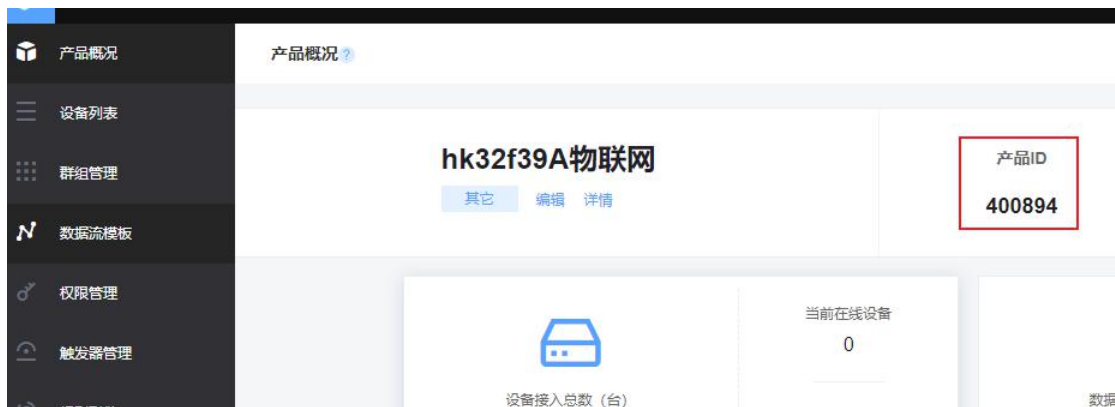 产品概况
设备列表
群组管理
数据流模板
权限管理
触发器管理
产品概况?
hk32f39A物联网
其它 编辑 详情
产品ID
400894
当前在线设备
0
设备接入总数（台）
数据